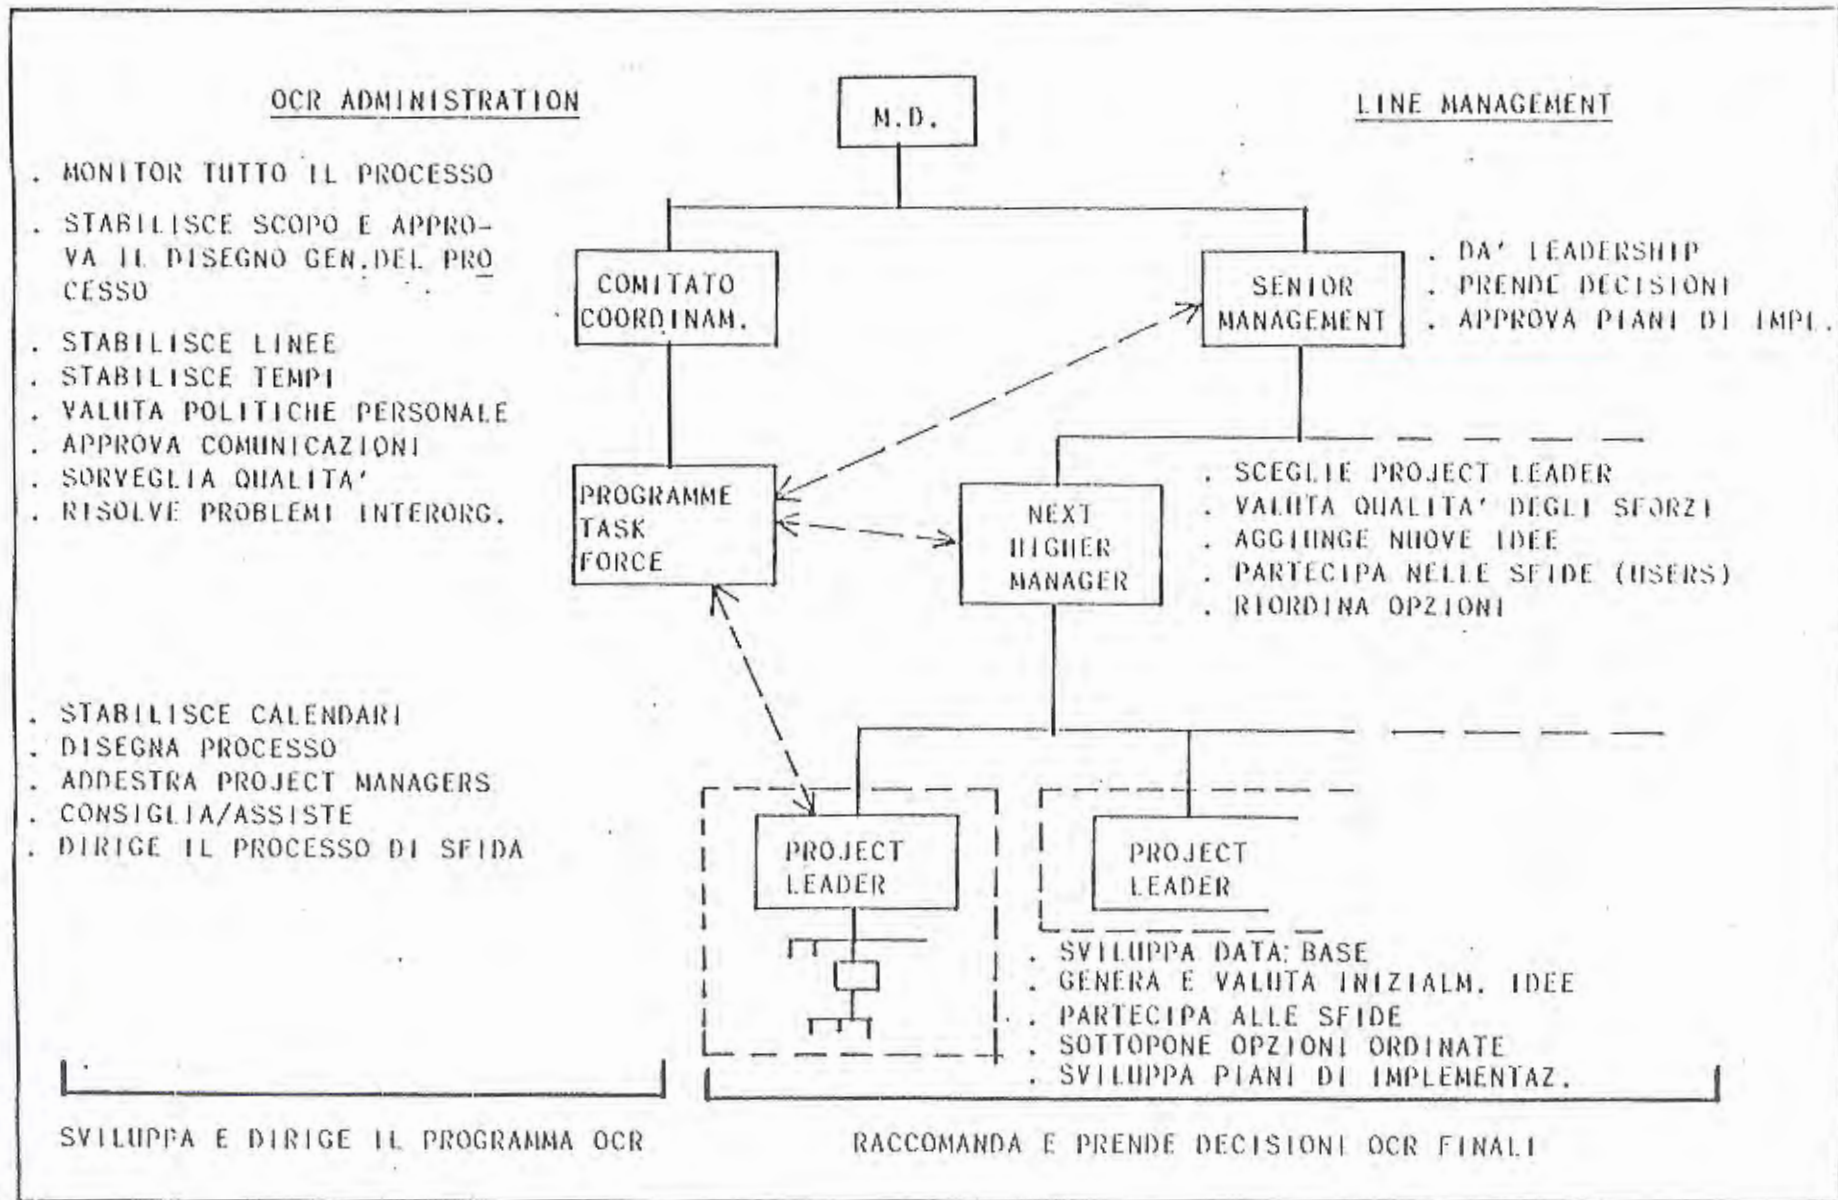 OCR ADMINISTRATION
M.D.
LINE MANAGEMENT
. MONITOR TUTTO IL PROCESSO
. STABILISCE SCOPO E APPRO-
VA IL DISEGNO GEN.DEL PRO
CESSO
. STABILISCE LINEE
. STABILISCE TEMPI
. VALUTA POLITICHE PERSONALE
. APPROVA COMUNICAZIONI
. SORVEGLIA QUALITA'
. RISOLVE PROBLEMI INTERORG.
COMITATO
COORDINAM.
SENIOR
MANAGEMENT
. DA' LEADERSHIP
. PRENDE DECISIONI
. APPROVA PIANI DI IMPL.
PROGRAMME
TASK
FORCE
NEXT
HIGHER
MANAGER
. SCEGLIE PROJECT LEADER
. VALUTA QUALITA' DEGLI SFORZI
. AGGIUNGE NUOVE IDEE
. PARTECIPA NELLE SFIDE (USERS)
. RIORDINA OPZIONI
. STABILISCE CALENDARI
. DISEGNA PROCESSO
. ADDESTRA PROJECT MANAGERS
. CONSIGLIA/ASSISTE
. DIRIGE IL PROCESSO DI SFIDA
PROJECT
LEADER
PROJECT
LEADER
. SVILUPPA DATA BASE
. GENERA E VALUTA INIZIALM. IDEE
. PARTECIPA ALLE SFIDE
. SOTTOPONE OPZIONI ORDINATE
. SVILUPPA PIANI DI IMPLEMENTAZ.
SVILUPPA E DIRIGE IL PROGRAMMA OCR
RACCOMANDA E PRENDE DECISIONI OCR FINALI